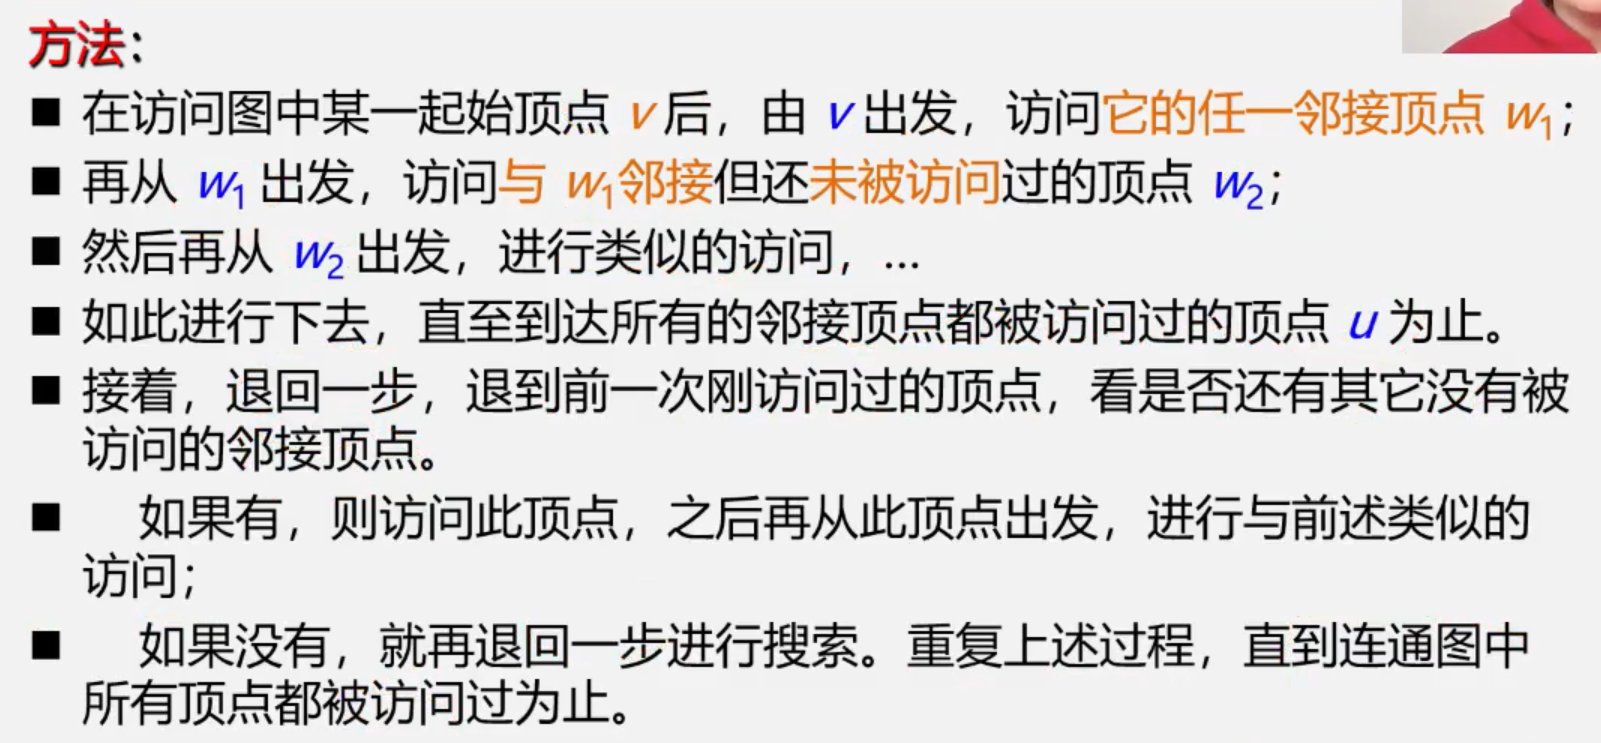 方法：
■ 在访问图中某一起始顶点 v 后，由 v 出发，访问它的任一邻接顶点 w₁；
■ 再从 w₁ 出发，访问与 w₁邻接但还未被访问过的顶点 w₂；
■ 然后再从 w₂ 出发，进行类似的访问，…
■ 如此进行下去，直至到达所有的邻接顶点都被访问过的顶点 u 为止。
■ 接着，退回一步，退到前一次刚访问过的顶点，看是否还有其它没有被
访问的邻接顶点。
■ 如果有，则访问此顶点，之后再从此顶点出发，进行与前述类似的
访问；
■ 如果没有，就再退回一步进行搜索。重复上述过程，直到连通图中
所有顶点都被访问过为止。